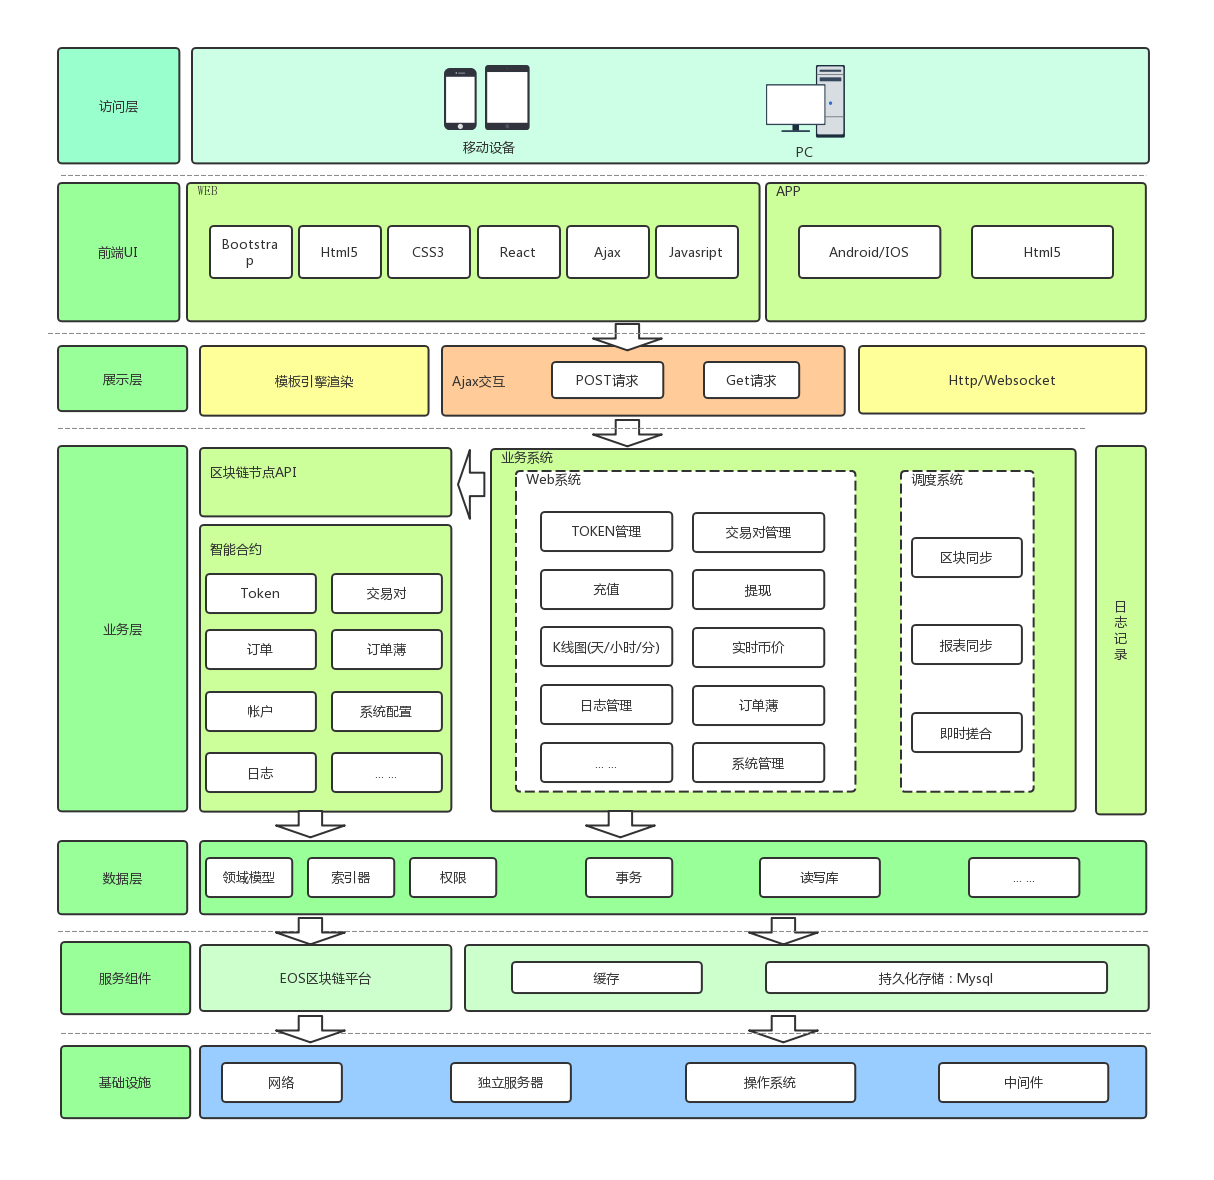 访问层
移动设备
PC
前端UI
WEB
Bootstra
p
Html5
CSS3
React
Ajax
Javasript
APP
Android/IOS
Html5
展示层
模板引擎渲染
Ajax交互
POST请求
Get请求
Http/Websocket
业务层
区块链节点API
智能合约
Token
交易对
订单
订单薄
帐户
系统配置
日志
... ...
业务系统
Web系统
TOKEN管理
交易对管理
充值
提现
K线图(天/小时/分)
实时币价
日志管理
订单薄
... ...
系统管理
调度系统
区块同步
报表同步
即时搓合
日
志
记
录
数据层
领域模型
索引器
权限
事务
读写库
... ...
服务组件
EOS区块链平台
缓存
持久化存储：Mysql
基础设施
网络
独立服务器
操作系统
中间件